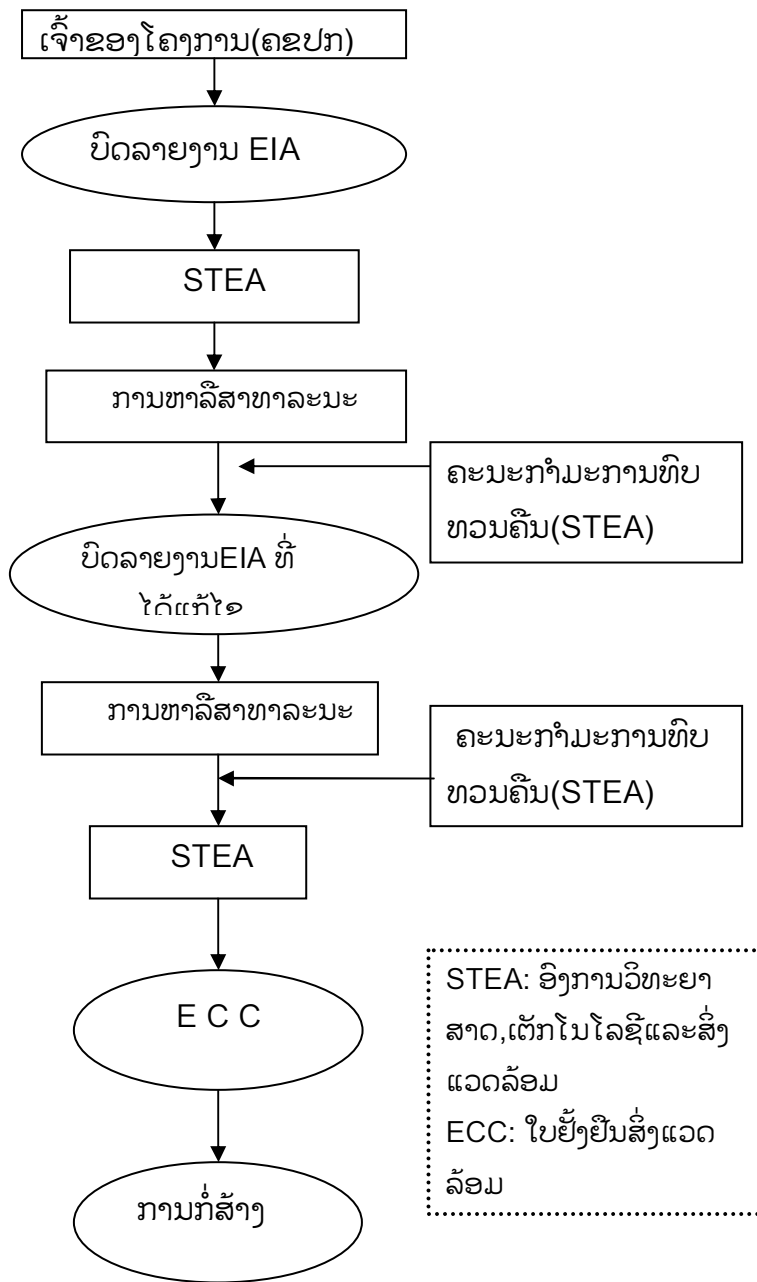 ເຈົ້າຂອງໂຄງການ(ຄຂປກ)
ບົດລາຍງານ EIA
STEA
ການຫາລືສາທາລະນະ
ຄະນະກຳມະການທົບ
ທວນຄືນ(STEA)
ບົດລາຍງານEIA ທີ່
ໄດ້ແກ້ໄຂ
ການຫາລືສາທາລະນະ
ຄະນະກຳມະການທົບ
ທວນຄືນ(STEA)
STEA
E C C
ການກໍ່ສ້າງ
STEA: ອົງການວິທະຍາ
ສາດ,ເຕັກໂນໂລຊີແລະສິ່ງ
ແວດລ້ອມ
ECC: ໃບຢັ້ງຢືນສິ່ງແວດ
ລ້ອມ